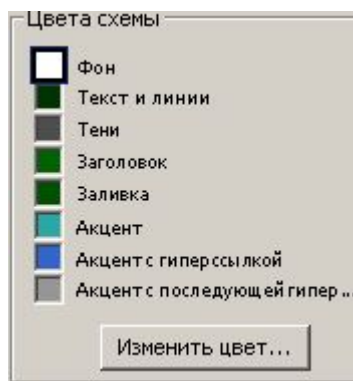 Цвета схемы
Фон
Текст и линии
Тени
Заголовок
Заливка
Акцент
Акцент с гиперссылкой
Акцент с последующей гипер...
Изменить цвет...